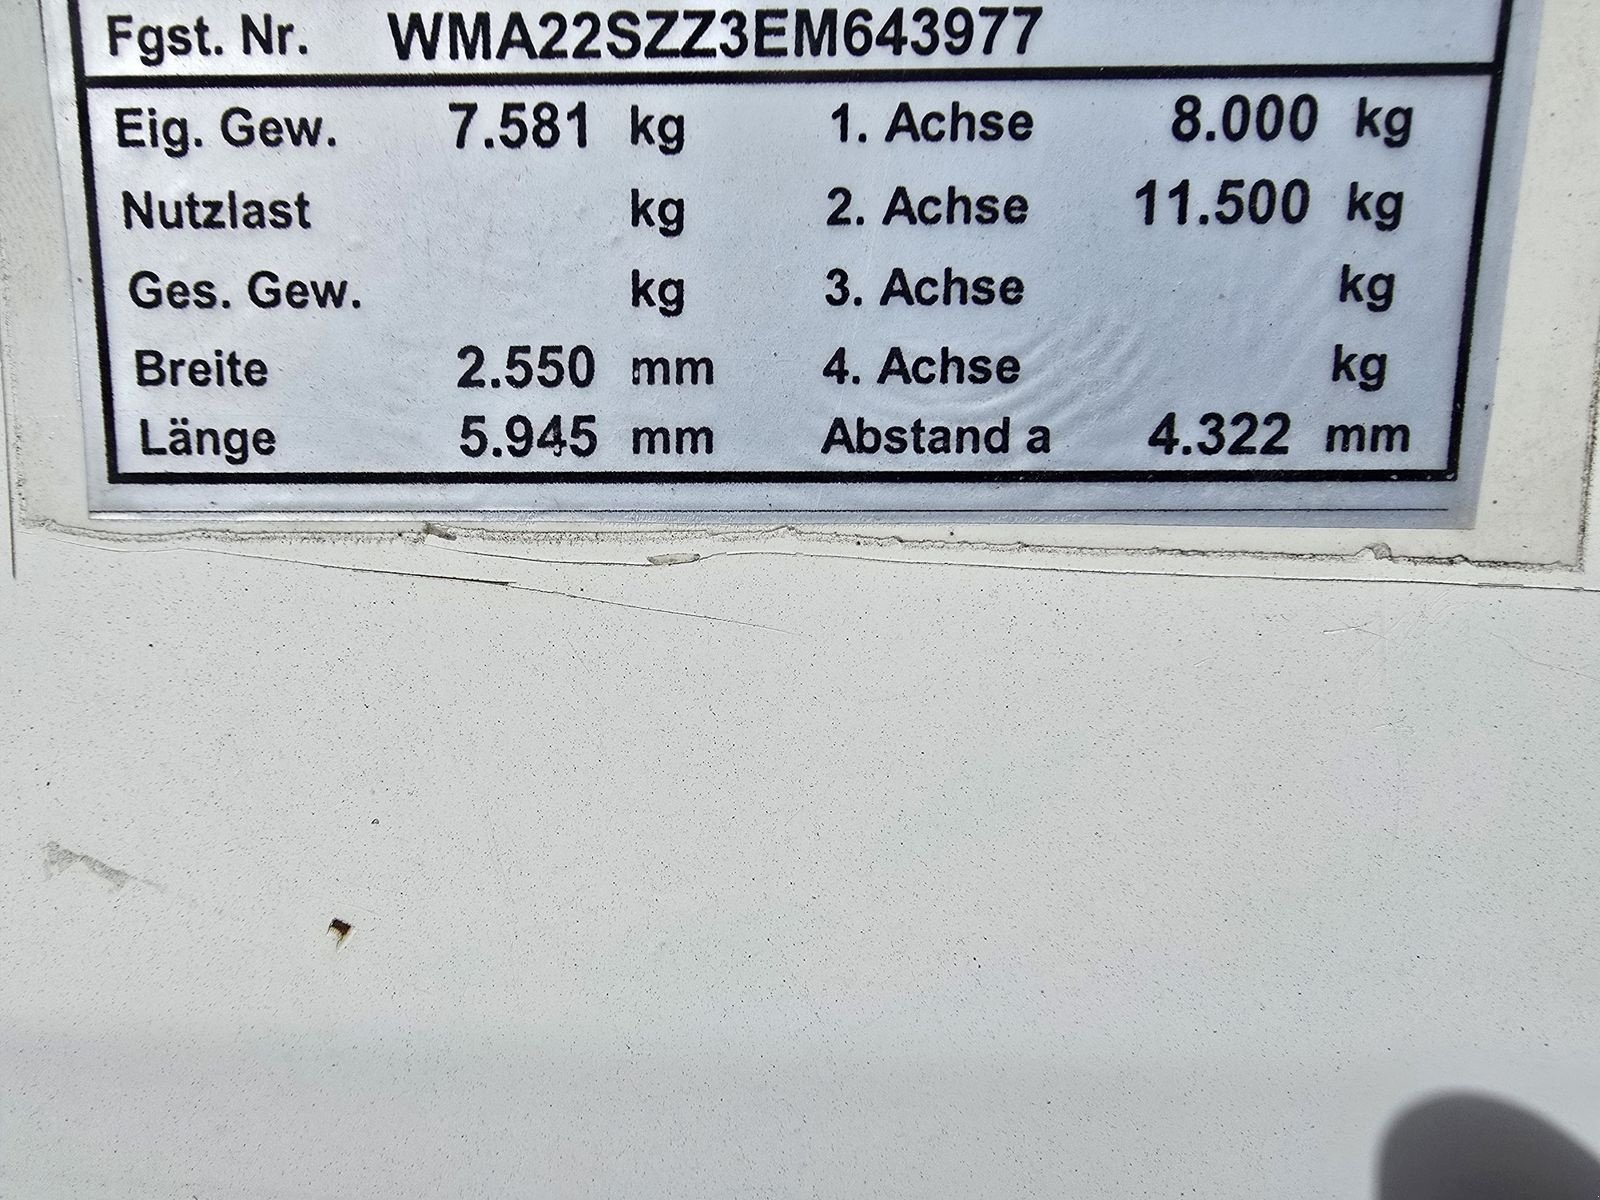 Fgst. Nr. WMA22SZZ3EM643977
Eig. Gew. 7.581 kg 1. Achse 8.000 kg
Nutzlast kg 2. Achse 11.500 kg
Ges. Gew. kg 3. Achse kg
Breite 2.550 mm 4. Achse kg
Länge 5.945 mm Abstand a 4.322 mm